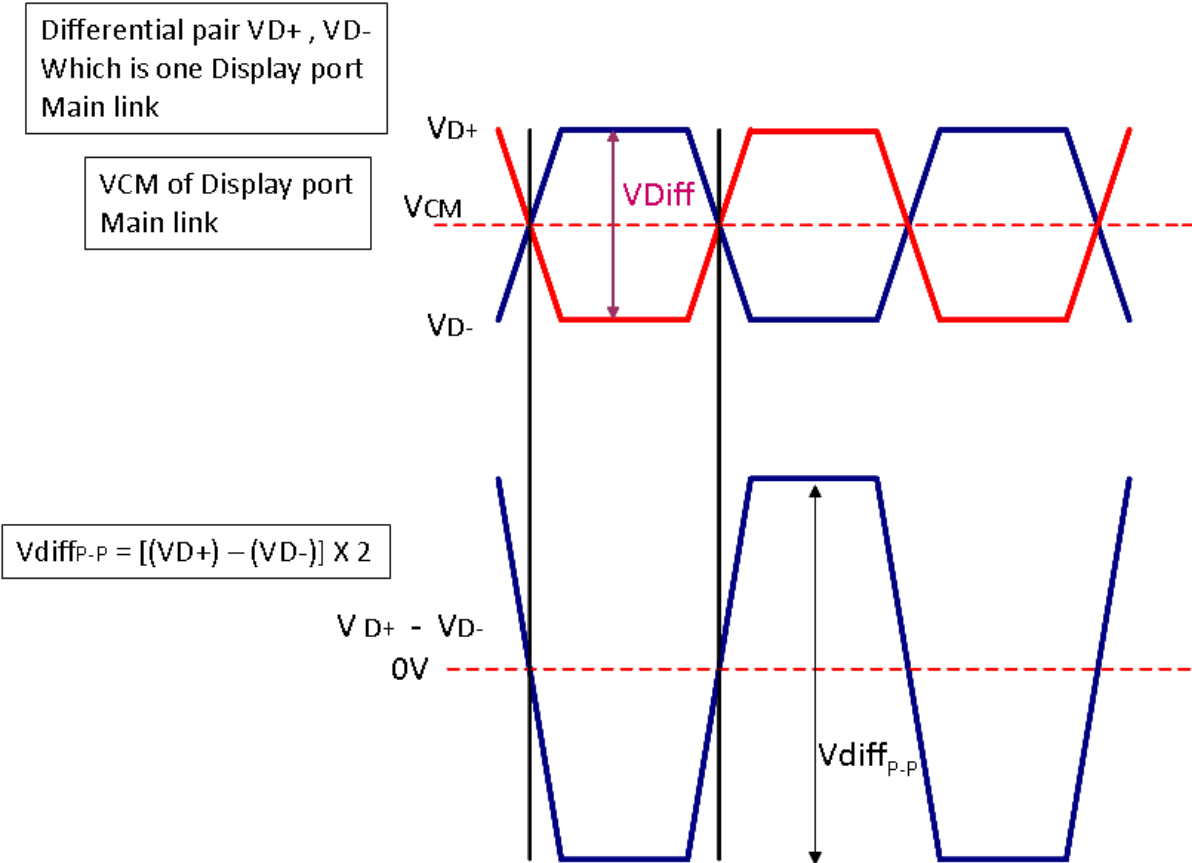 Differential pair VD+ , VD-
Which is one Display port
Main link
VD+
VCM of Display port
Main link
VDiff
VCM
VD-
VdiffP-P = [(VD+) – (VD-)] X 2
V D+ - VD-
0V
VdiffP-P